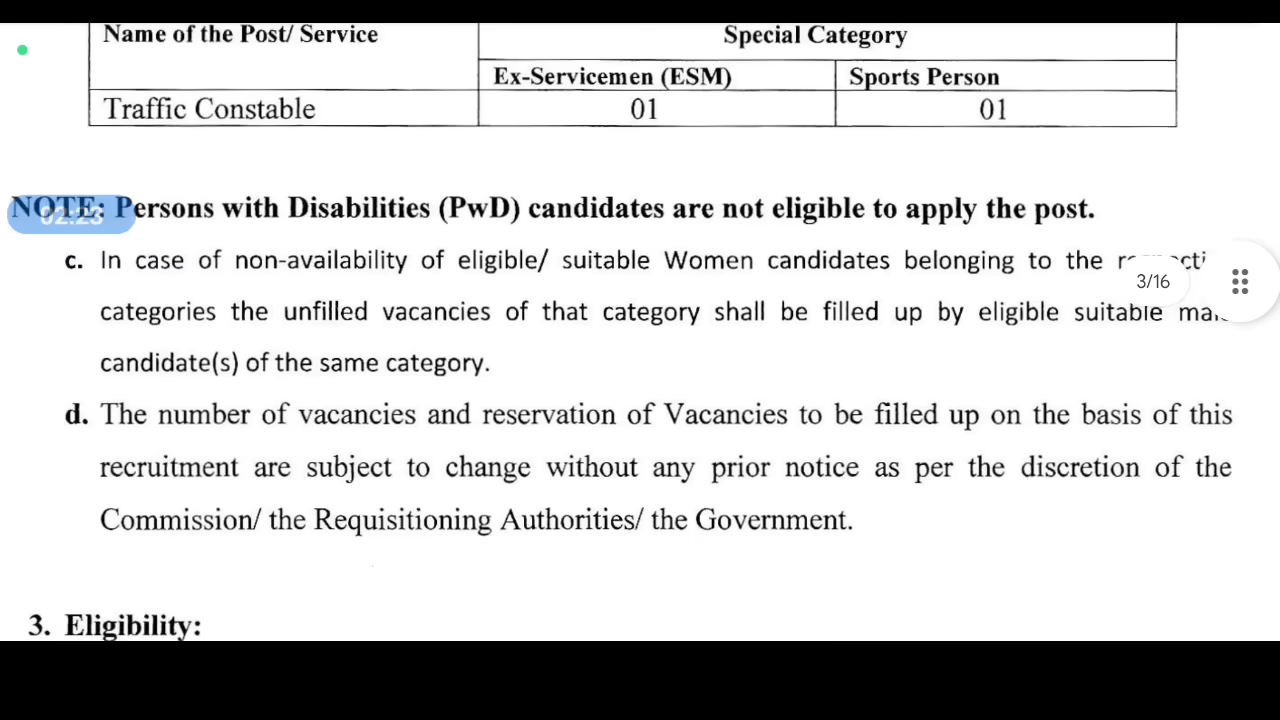 Name of the Post/ Service
Special Category
Ex-Servicemen (ESM)
Sports Person
Traffic Constable
01
01
NOTE: Persons with Disabilities (PwD) candidates are not eligible to apply the post.
02:23
c. In case of non-availability of eligible/ suitable Women candidates belonging to the
3/16
categories the unfilled vacancies of that category shall be filled up by eligible suitable
candidate(s) of the same category.
d. The number of vacancies and reservation of Vacancies to be filled up on the basis of this
recruitment are subject to change without any prior notice as per the discretion of the
Commission/ the Requisitioning Authorities/ the Government.
3. Eligibility: